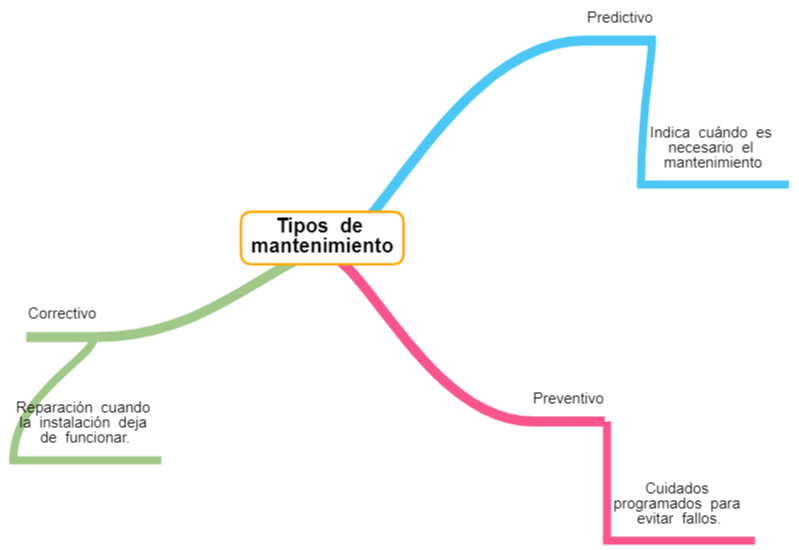 Predictivo
Indica cuándo es
necesario el
mantenimiento
Tipos de
mantenimiento
Correctivo
Reparación cuando
la instalación deja
de funcionar.
Preventivo
Cuidados
programados para
evitar fallos.